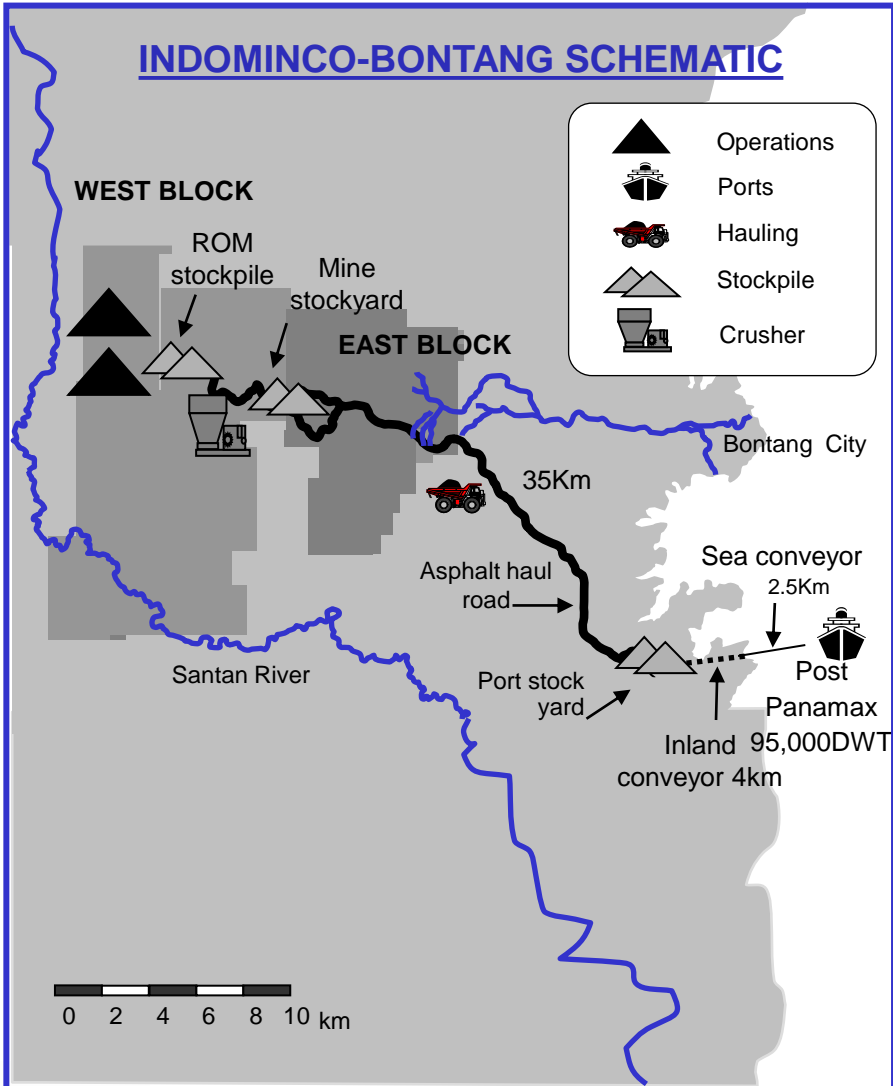 INDOMINCO-BONTANG SCHEMATIC
Operations
Ports
Hauling
Stockpile
Crusher
WEST BLOCK
ROM
stockpile
Mine
stockyard
EAST BLOCK
Bontang City
35Km
Sea conveyor
2.5Km
Asphalt haul
road
Santan River
Port stock
yard
Post
Panamax
95,000DWT
Inland
conveyor 4km
0 2 4 6 8 10 km